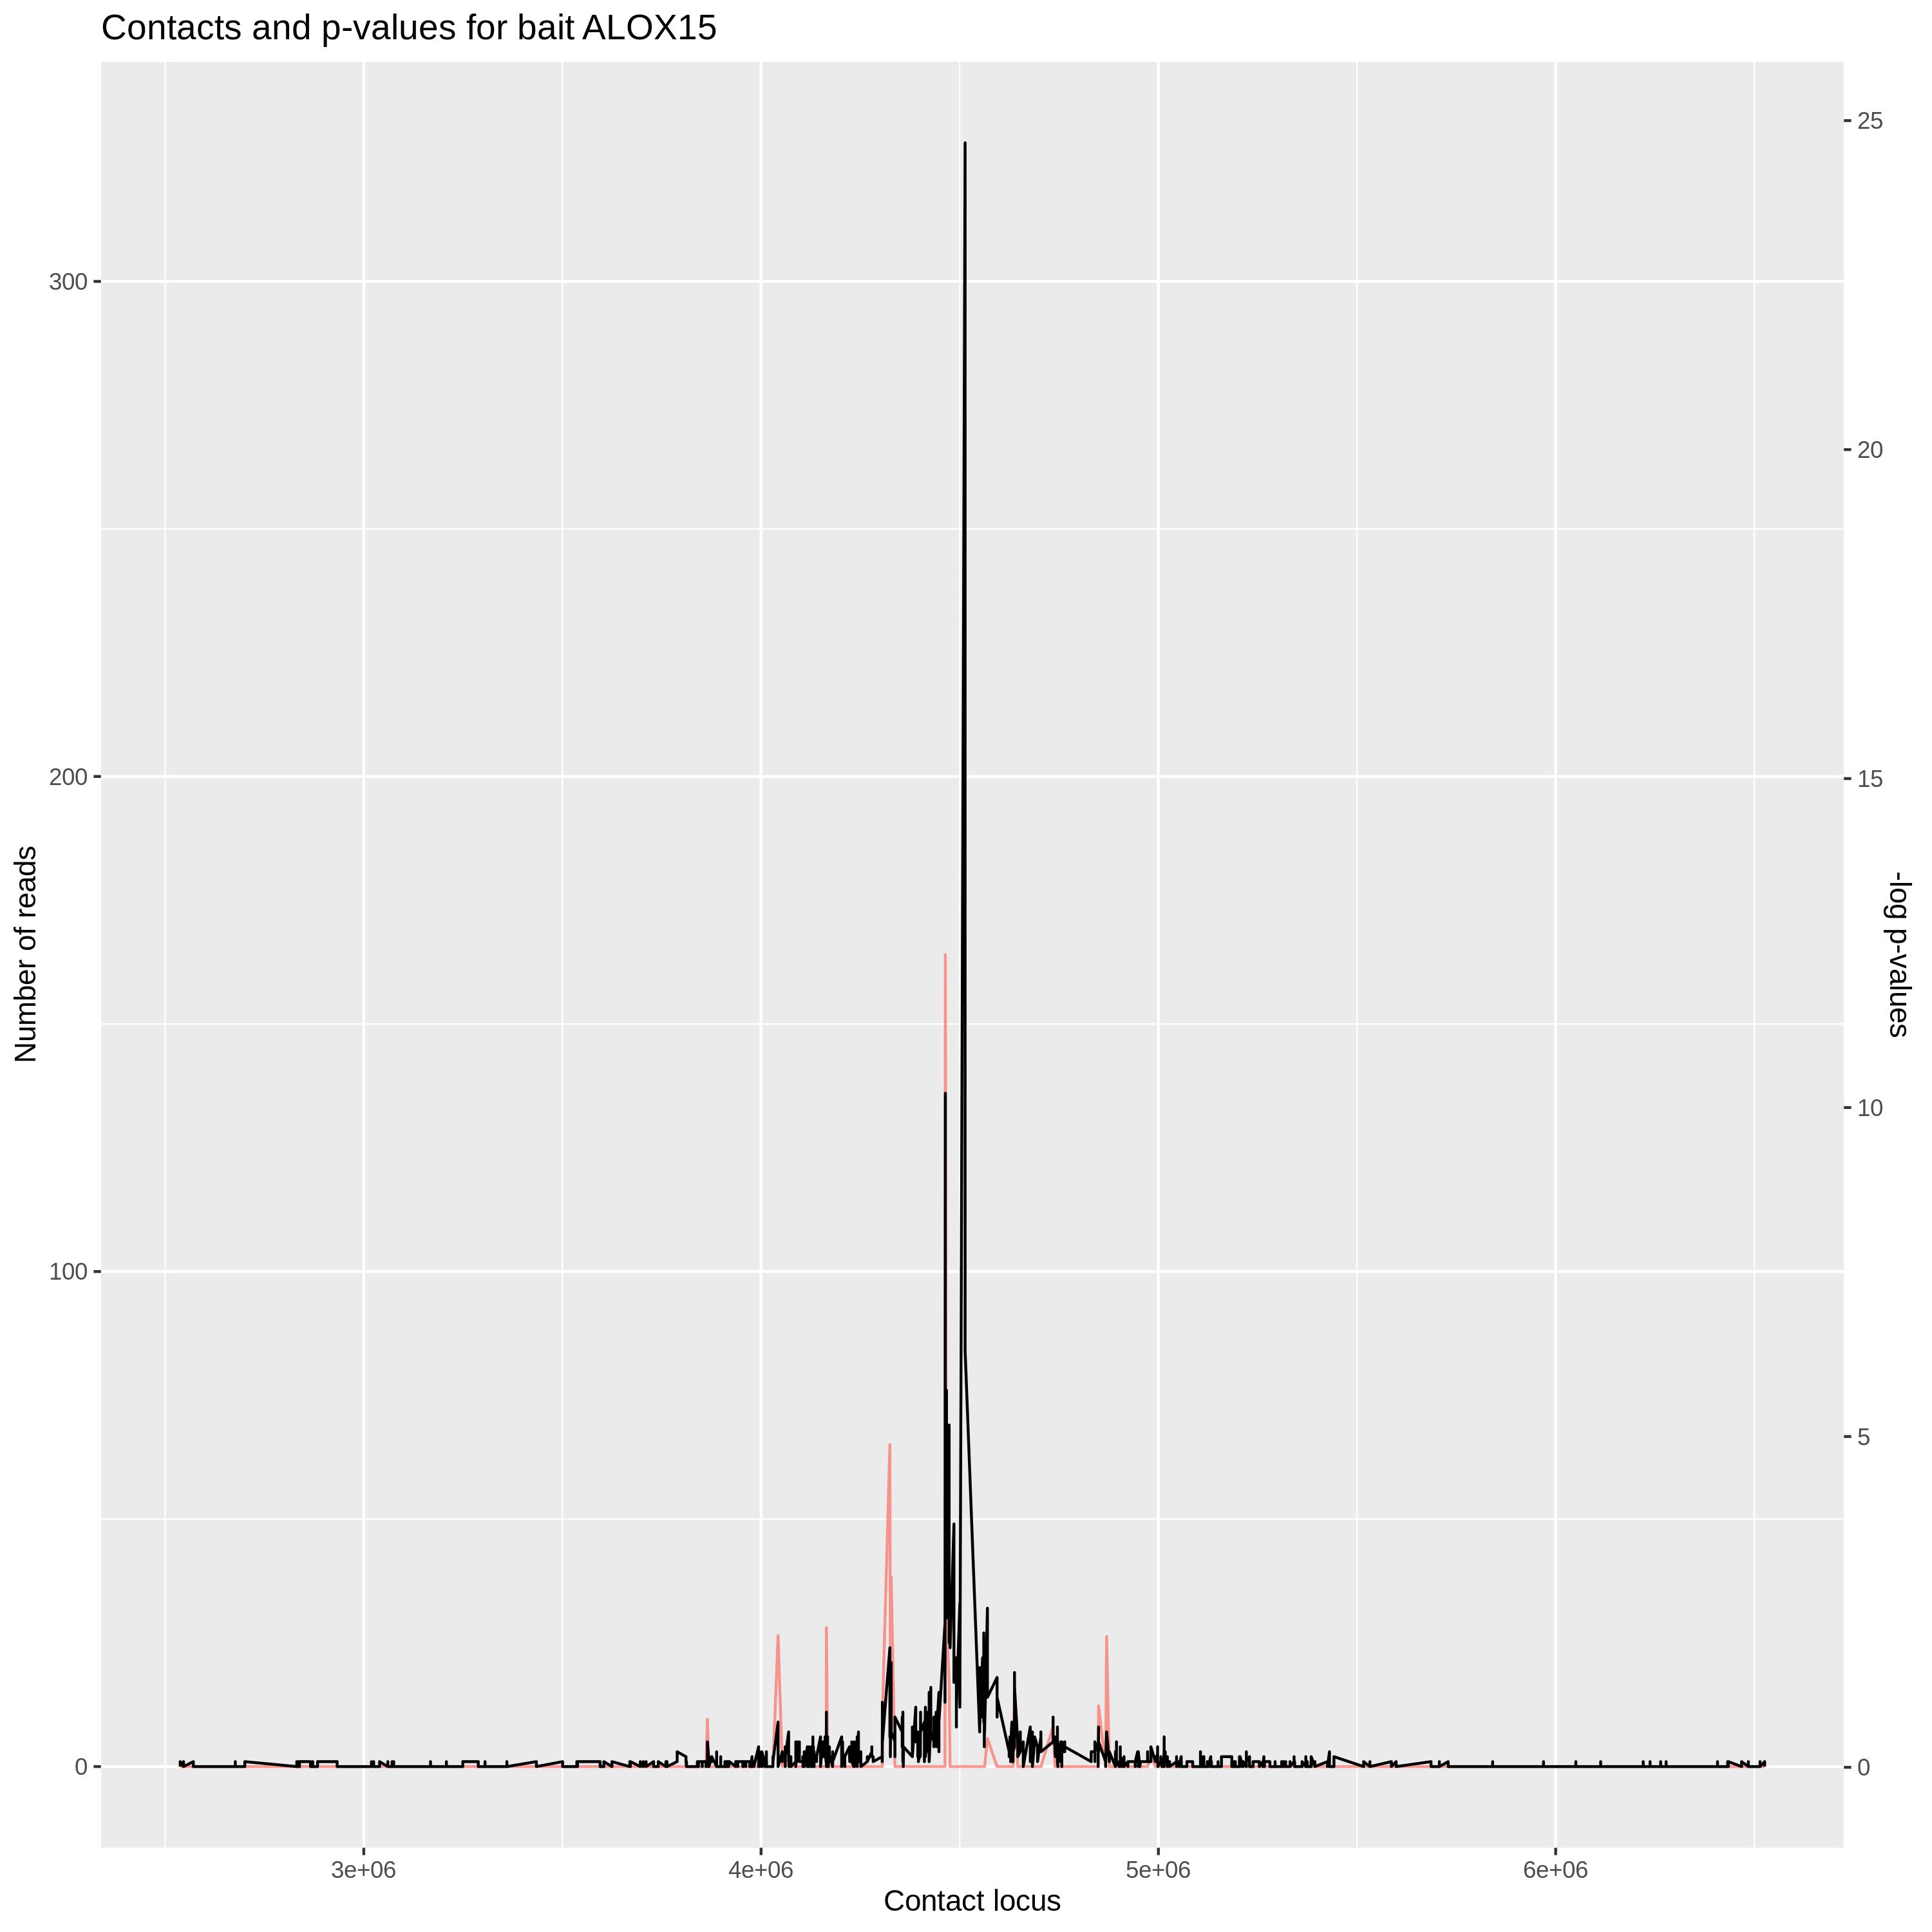 Contacts and p-values for bait ALOX15
300
200
100
0
Number of reads
25
20
15
10
5
0
-log p-values
3e+06
4e+06
5e+06
6e+06
Contact locus